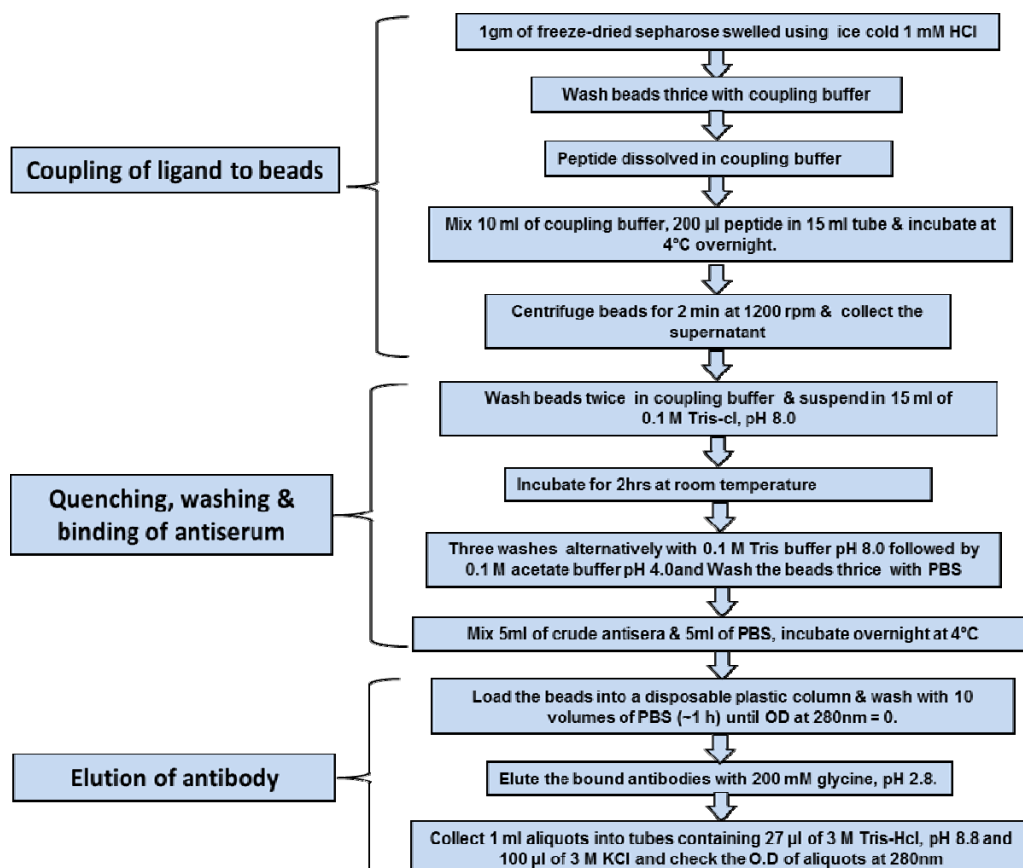 1gm of freeze-dried sepharose swelled using ice cold 1 mM HCl
Wash beads thrice with coupling buffer
Peptide dissolved in coupling buffer
Coupling of ligand to beads
Mix 10 ml of coupling buffer, 200 µl peptide in 15 ml tube & incubate at
4°C overnight.
Centrifuge beads for 2 min at 1200 rpm & collect the
supernatant
Wash beads twice in coupling buffer & suspend in 15 ml of
0.1 M Tris-cl, pH 8.0
Incubate for 2hrs at room temperature
Quenching, washing &
binding of antiserum
Three washes alternatively with 0.1 M Tris buffer pH 8.0 followed by
0.1 M acetate buffer pH 4.0and Wash the beads thrice with PBS
Mix 5ml of crude antisera & 5ml of PBS, incubate overnight at 4°C
Load the beads into a disposable plastic column & wash with 10
volumes of PBS (~1 h) until OD at 280nm = 0.
Elution of antibody
Elute the bound antibodies with 200 mM glycine, pH 2.8.
Collect 1 ml aliquots into tubes containing 27 µl of 3 M Tris-Hcl, pH 8.8 and
100 µl of 3 M KCl and check the O.D of aliquots at 280nm